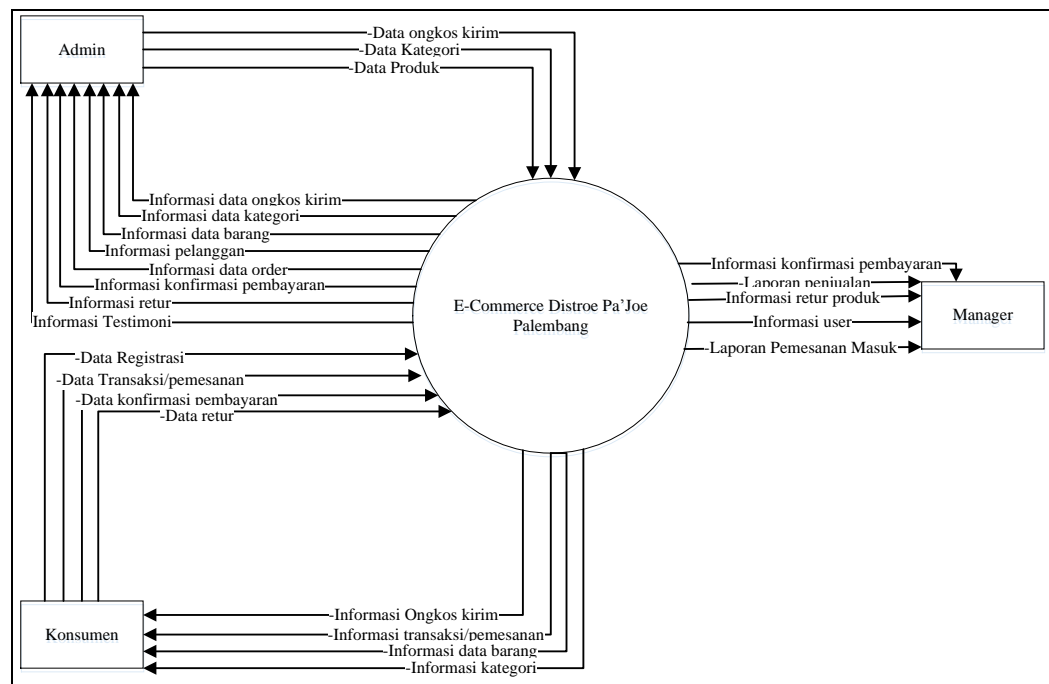 Admin
-Data ongkos kirim
-Data Kategori
-Data Produk
Informasi data ongkos kirim
Informasi data kategori
Informasi data barang
Informasi pelanggan
Informasi data order
Informasi konfirmasi pembayaran
Informasi retur
Informasi Testimoni
E-Commerce Distroe Pa’Joe
Palembang
Informasi konfirmasi pembayaran
-Laporan penjualan
Informasi retur produk
Informasi user
-Laporan Pemesanan Masuk
Manager
-Data Registrasi
-Data Transaksi/pemesanan
-Data konfirmasi pembayaran
-Data retur
Konsumen
-Informasi Ongkos kirim
-Informasi transaksi/pemesanan
-Informasi data barang
-Informasi kategori